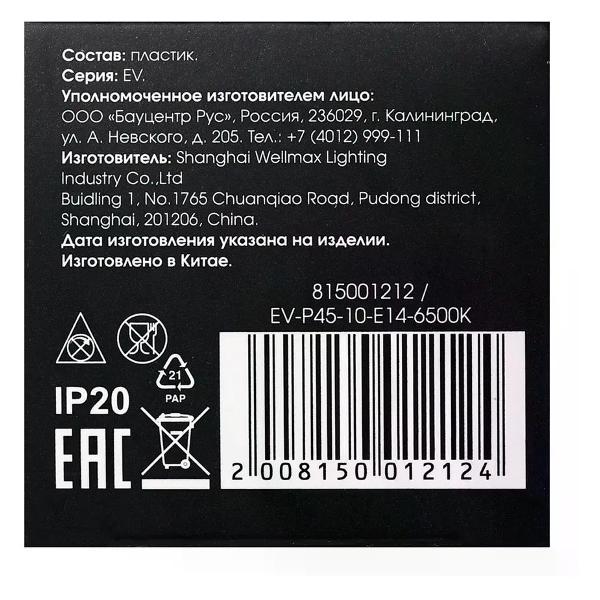 Состав: пластик.
Серия: EV.
Уполномоченное изготовителем лицо:
ООО «Бауцентр Рус», Россия, 236029, г. Калининград,
ул. А. Невского, д. 205. Тел.: +7 (4012) 999-111
Изготовитель: Shanghai Wellmax Lighting
Industry Co.,Ltd
Buidling 1, No.1765 Chuanqiao Road, Pudong district,
Shanghai, 201206, China.
Дата изготовления указана на изделии.
Изготовлено в Китае.
815001212 /
EV-P45-10-E14-6500K
21
PAP
IP20
EAC
2 008150 012124